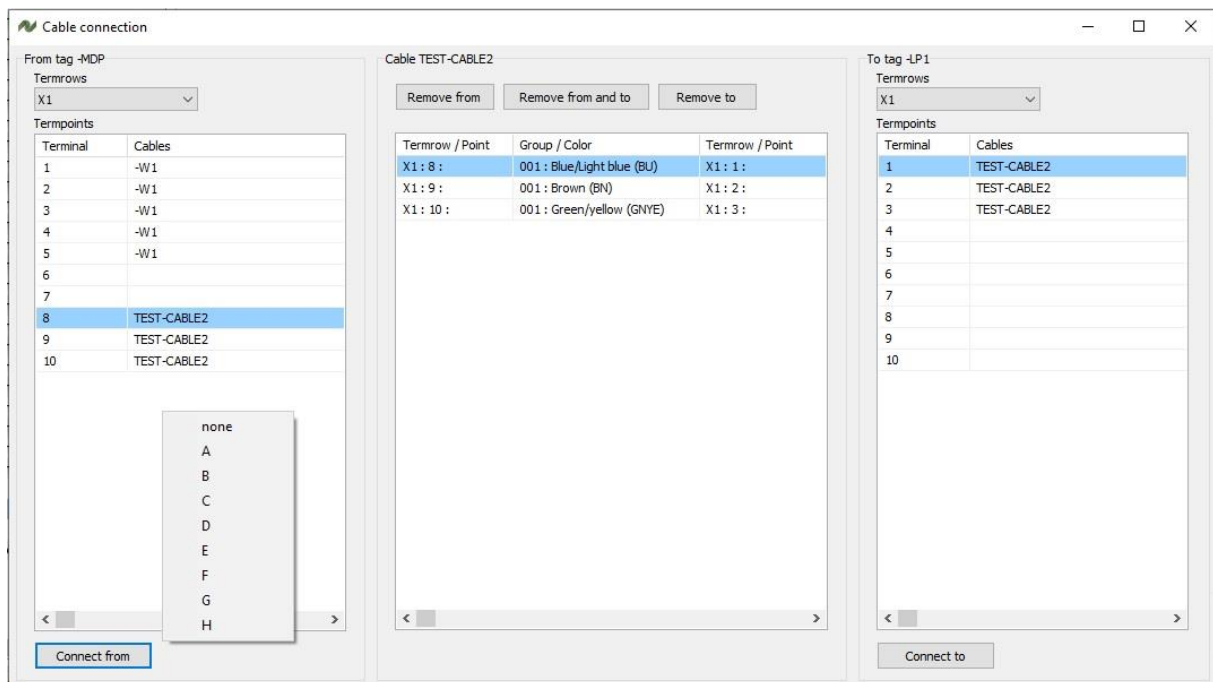 Cable connection
From tag -MDP
Termrows
X1
Termpoints
Terminal Cables
1 -W1
2 -W1
3 -W1
4 -W1
5 -W1
6
7
8 TEST-CABLE2
9 TEST-CABLE2
10 TEST-CABLE2
none
A
B
C
D
E
F
G
H
Connect from
Cable TEST-CABLE2
Remove from Remove from and to Remove to
Termrow / Point Group / Color Termrow / Point
X1 : 8 : 001 : Blue/Light blue (BU) X1 : 1 :
X1 : 9 : 001 : Brown (BN) X1 : 2 :
X1 : 10 : 001 : Green/yellow (GNYE) X1 : 3 :
To tag -LP1
Termrows
X1
Termpoints
Terminal Cables
1 TEST-CABLE2
2 TEST-CABLE2
3 TEST-CABLE2
4
5
6
7
8
9
10
Connect to